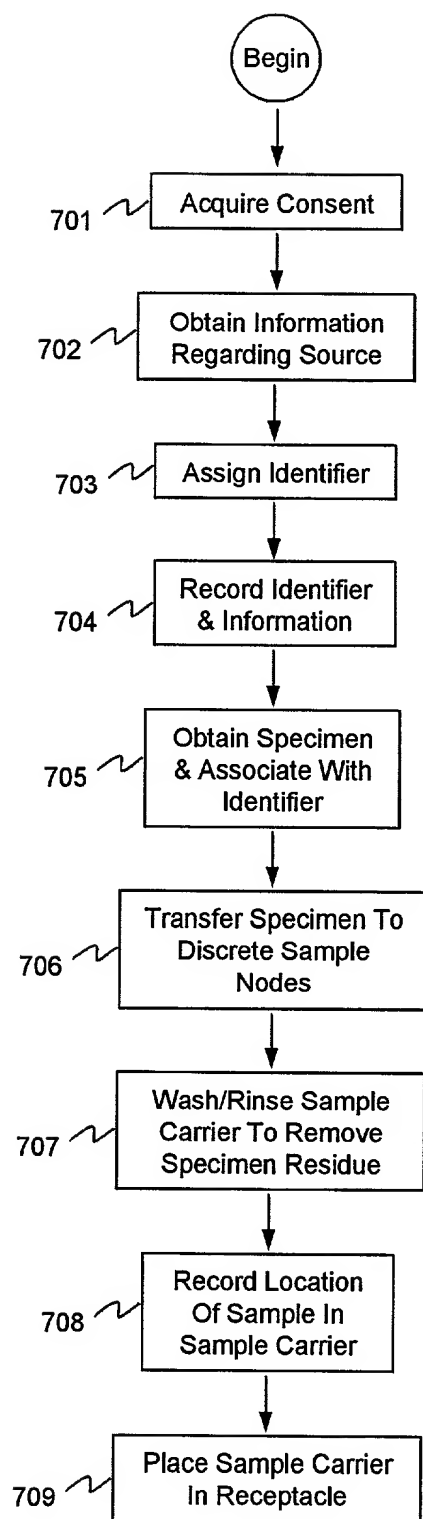 Begin
701
Acquire Consent
702
Obtain Information
Regarding Source
703
Assign Identifier
704
Record Identifier
& Information
705
Obtain Specimen
& Associate With
Identifier
706
Transfer Specimen To
Discrete Sample
Nodes
707
Wash/Rinse Sample
Carrier To Remove
Specimen Residue
708
Record Location
Of Sample In
Sample Carrier
709
Place Sample Carrier
In Receptacle